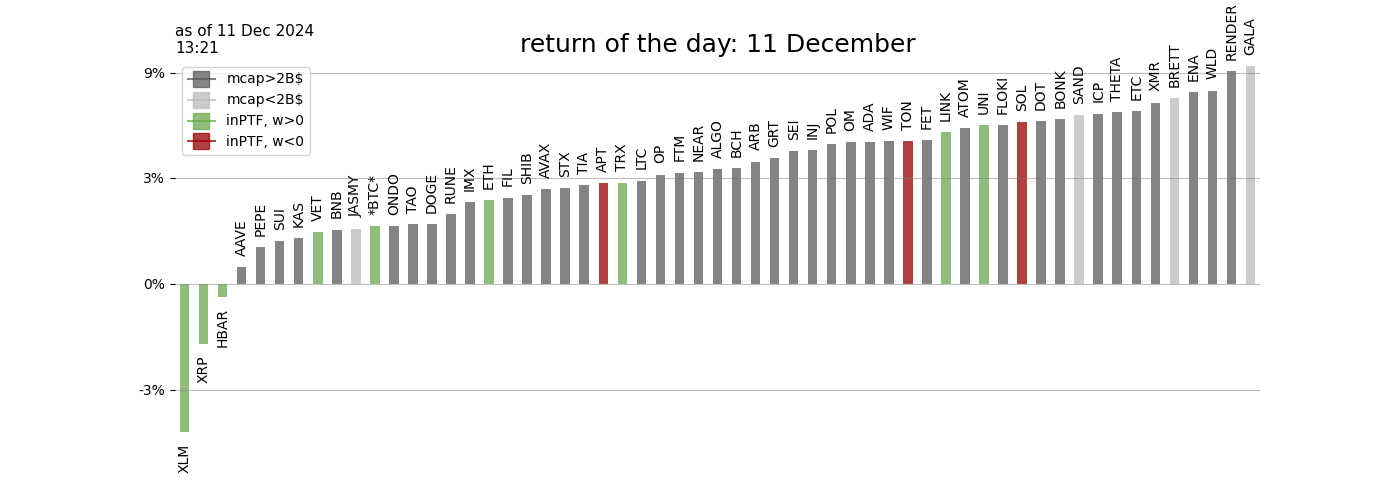 as of 11 Dec 2024
13:21
return of the day: 11 December
mcap>2B$
mcap<2B$
inPTF, w>0
inPTF, w<0
9%
3%
0%
-3%
XLM
XRP
HBAR
AAVE
PEPE
SUI
KAS
VET
BNB
JASMY
*BTC*
ONDO
TAO
DOGE
RUNE
IMX
ETH
FIL
SHIB
AVAX
STX
TIA
APT
TRX
LTC
OP
FTM
NEAR
ALGO
BCH
ARB
GRT
SEI
INJ
POL
OM
ADA
WIF
TON
FET
LINK
ATOM
UNI
FLOKI
SOL
DOT
BONK
SAND
ICP
THETA
ETC
XMR
BRETT
ENA
WLD
RENDER
GALA